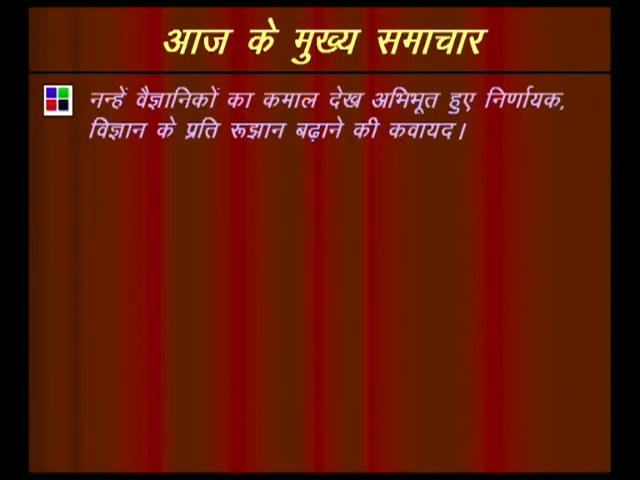 आज के मुख्य समाचार
नन्हें वैज्ञानिकों का कमाल देख अभिभूत हुए निर्णायक,
विज्ञान के प्रति रूझान बढ़ाने की कवायद।